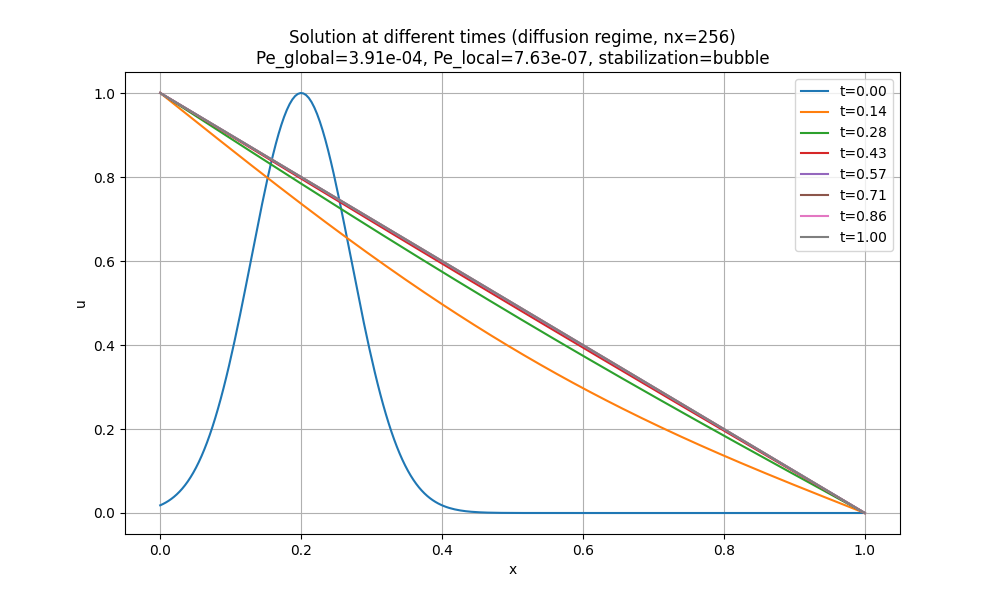 Solution at different times (diffusion regime, nx=256)
Pe_global=3.91e-04, Pe_local=7.63e-07, stabilization=bubble
t=0.00
t=0.14
t=0.28
t=0.43
t=0.57
t=0.71
t=0.86
t=1.00
1.0
0.8
0.6
0.4
0.2
0.0
u
0.0 0.2 0.4 0.6 0.8 1.0
x